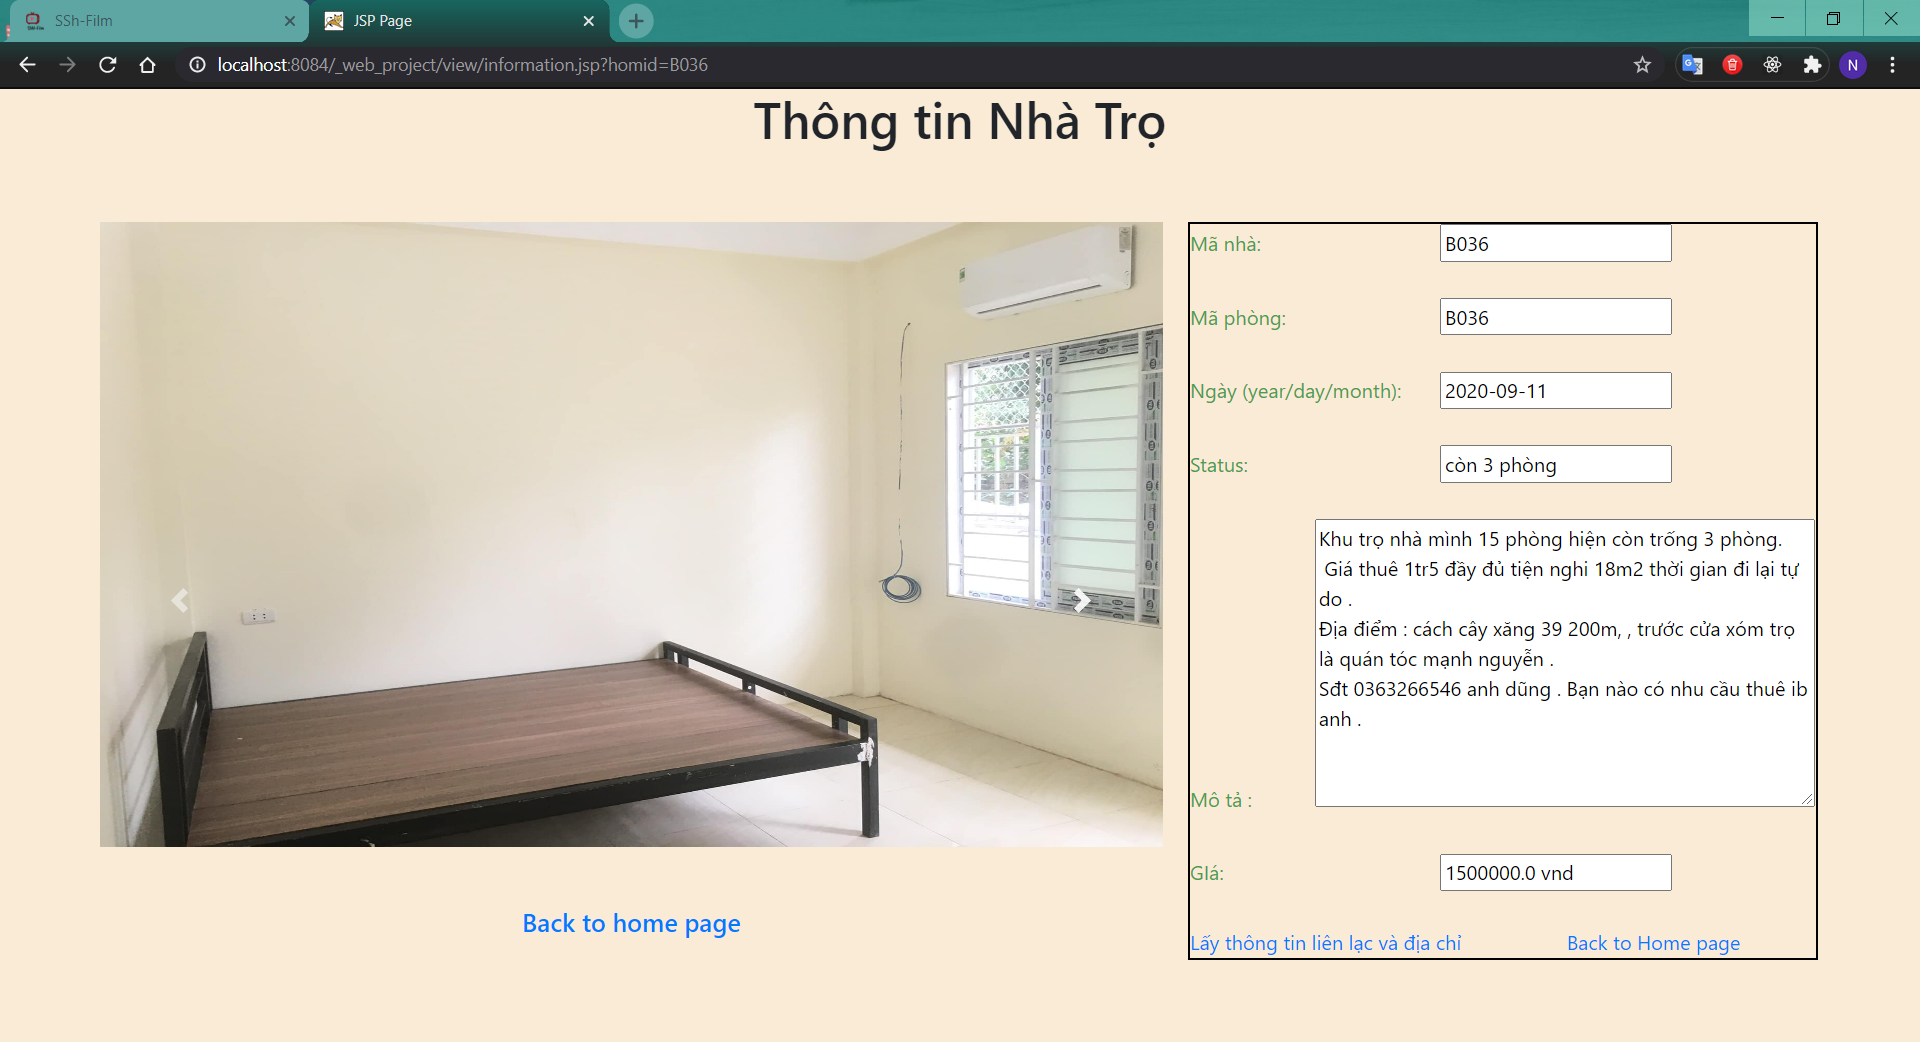 SSh-Film
JSP Page
localhost:8084/_web_project/view/information.jsp?homid=B036
N
Thông tin Nhà Trọ
Mã nhà:
B036
Mã phòng:
B036
Ngày (year/day/month):
2020-09-11
Status:
còn 3 phòng
Khu trọ nhà mình 15 phòng hiện còn trống 3 phòng.
Giá thuê 1tr5 đầy đủ tiện nghi 18m2 thời gian đi lại tự
do .
Địa điểm : cách cây xăng 39 200m, , trước cửa xóm trọ
là quán tóc mạnh nguyễn .
Sđt 0363266546 anh dũng . Bạn nào có nhu cầu thuê ib
anh .
Mô tả :
GIá:
1500000.0 vnd
Lấy thông tin liên lạc và địa chỉ
Back to Home page
Back to home page